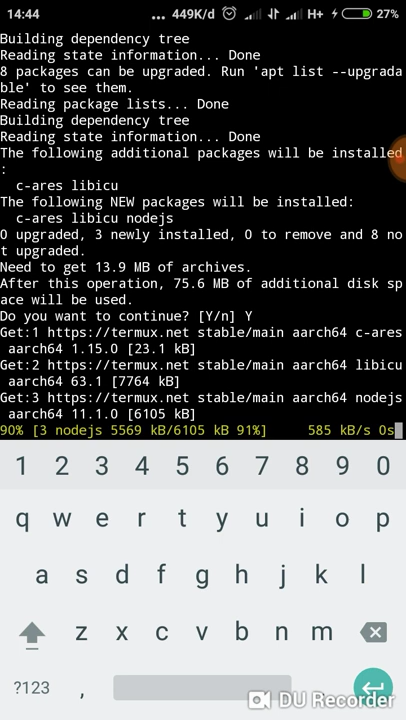 14:44 ... 449K/d H+ 27%
Building dependency tree
Reading state information... Done
8 packages can be upgraded. Run 'apt list --upgrada
ble' to see them.
Reading package lists... Done
Building dependency tree
Reading state information... Done
The following additional packages will be installed
:
  c-ares libicu
The following NEW packages will be installed:
  c-ares libicu nodejs
0 upgraded, 3 newly installed, 0 to remove and 8 no
t upgraded.
Need to get 13.9 MB of archives.
After this operation, 75.6 MB of additional disk sp
ace will be used.
Do you want to continue? [Y/n] Y
Get:1 https://termux.net stable/main aarch64 c-ares
 aarch64 1.15.0 [23.1 kB]
Get:2 https://termux.net stable/main aarch64 libicu
 aarch64 63.1 [7764 kB]
Get:3 https://termux.net stable/main aarch64 nodejs
 aarch64 11.1.0 [6105 kB]
90% [3 nodejs 5569 kB/6105 kB 91%] 585 kB/s 0s
1 2 3 4 5 6 7 8 9 0
q w e r t y u i o p
a s d f g h j k l
z x c v b n m
?123 ,
DU Recorder